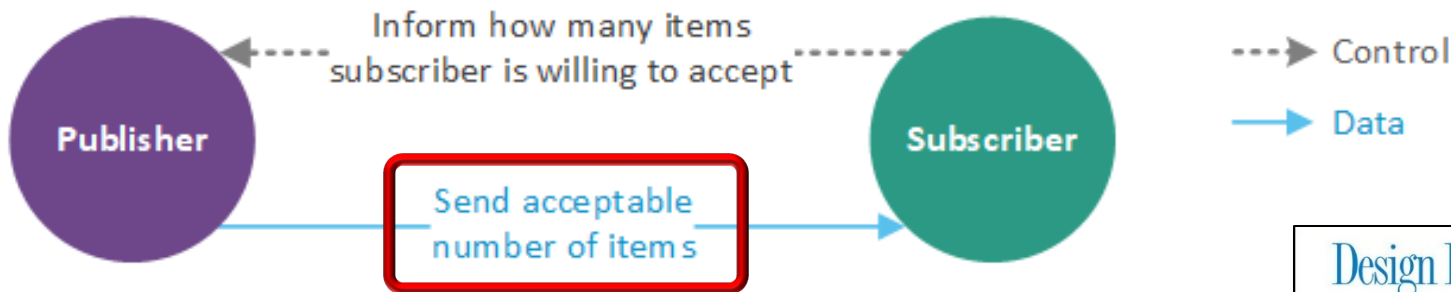 Inform how many items
subscriber is willing to accept
Control
Data
Publisher
Subscriber
Send acceptable
number of items
Design